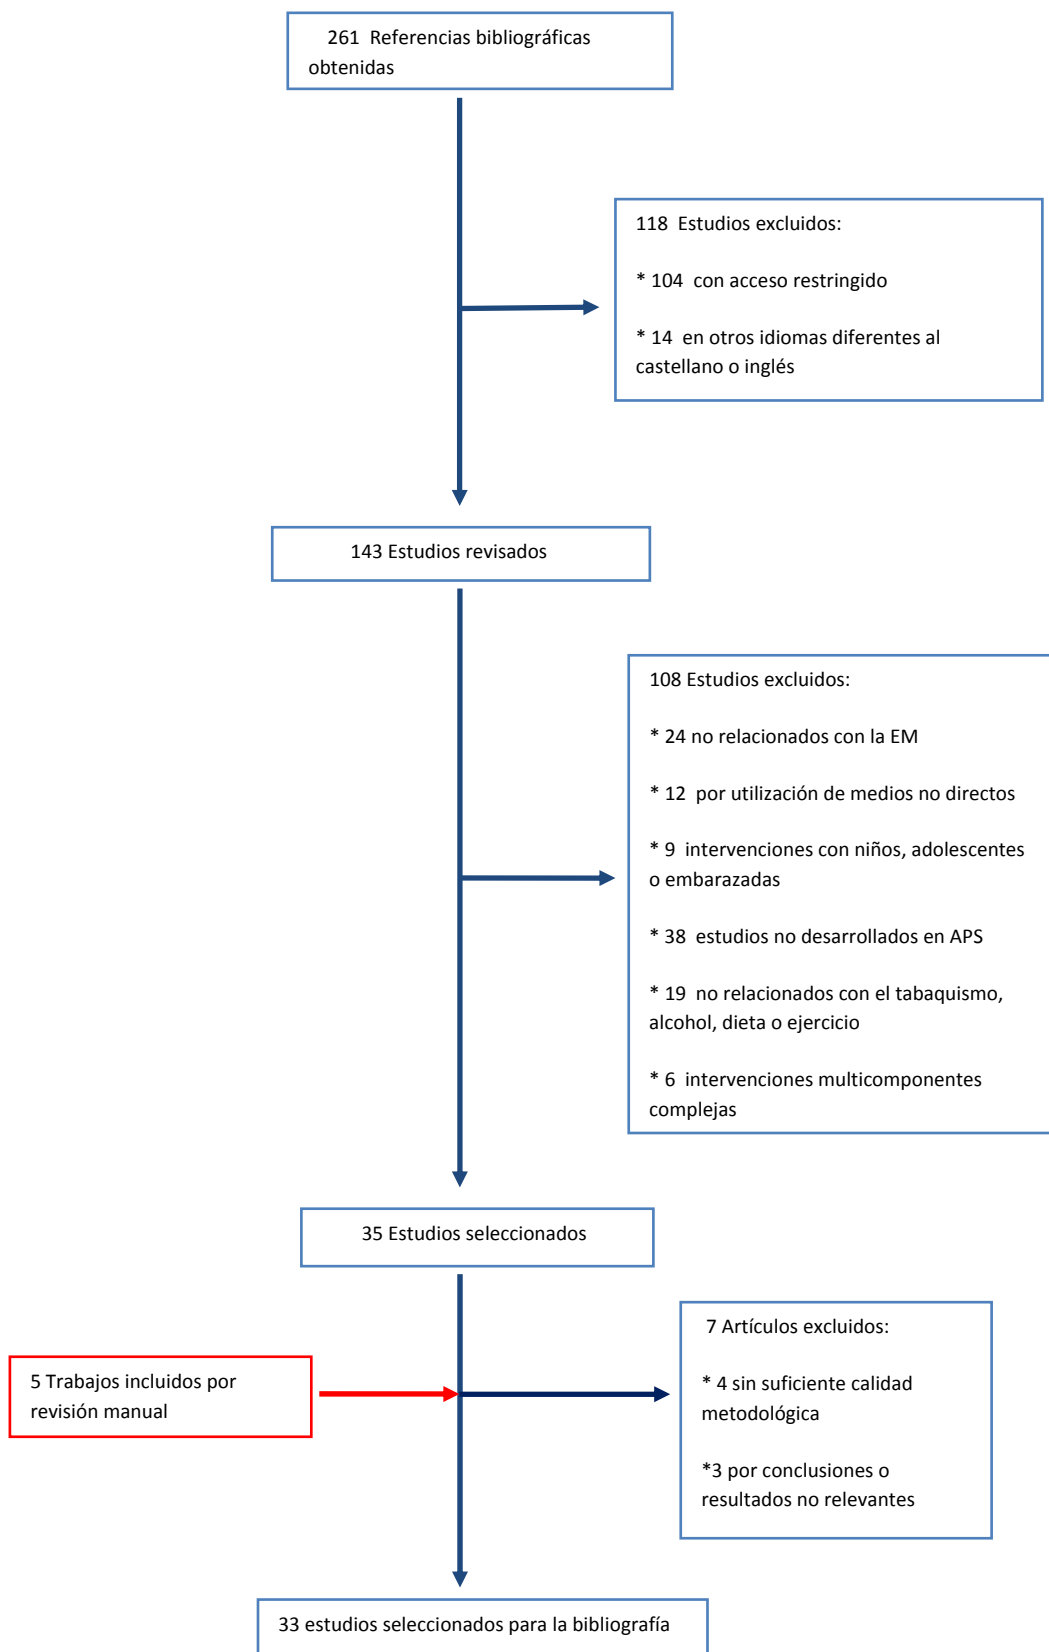 261 Referencias bibliográficas
obtenidas
118 Estudios excluidos:
* 104 con acceso restringido
* 14 en otros idiomas diferentes al
castellano o inglés
143 Estudios revisados
108 Estudios excluidos:
* 24 no relacionados con la EM
* 12 por utilización de medios no directos
* 9 intervenciones con niños, adolescentes
o embarazadas
* 38 estudios no desarrollados en APS
* 19 no relacionados con el tabaquismo,
alcohol, dieta o ejercicio
* 6 intervenciones multicomponentes
complejas
35 Estudios seleccionados
7 Artículos excluidos:
* 4 sin suficiente calidad
metodológica
*3 por conclusiones o
resultados no relevantes
5 Trabajos incluidos por
revisión manual
33 estudios seleccionados para la bibliografía